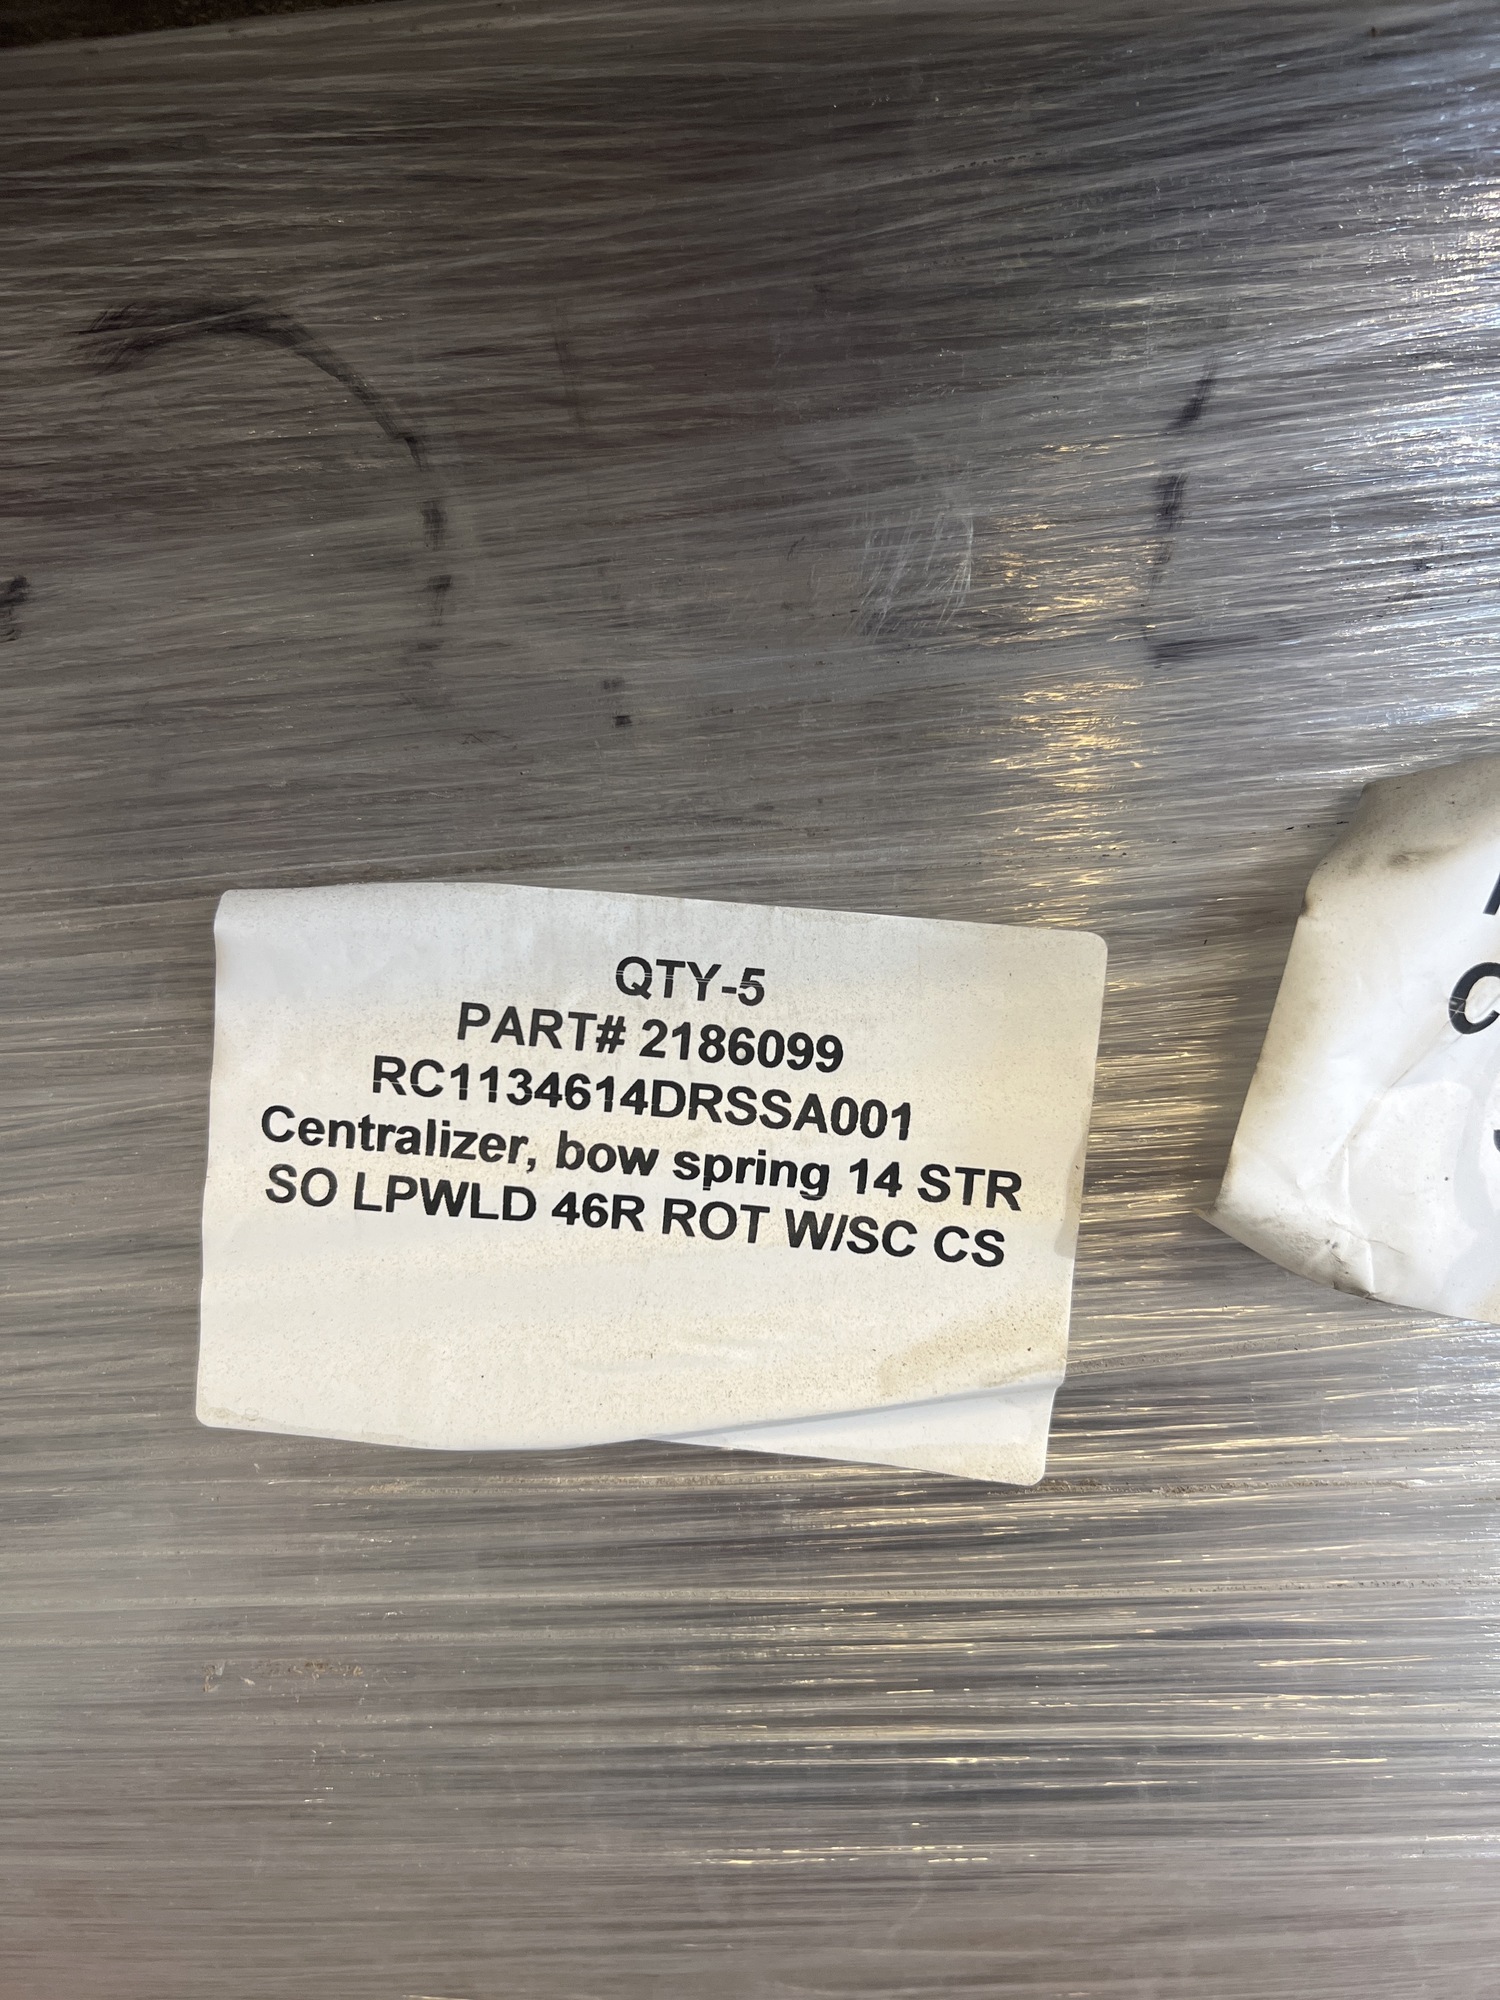 QTY-5
PART# 2186099
RC1134614DRSSA001
Centralizer, bow spring 14 STR
SO LPWLD 46R ROT W/SC CS